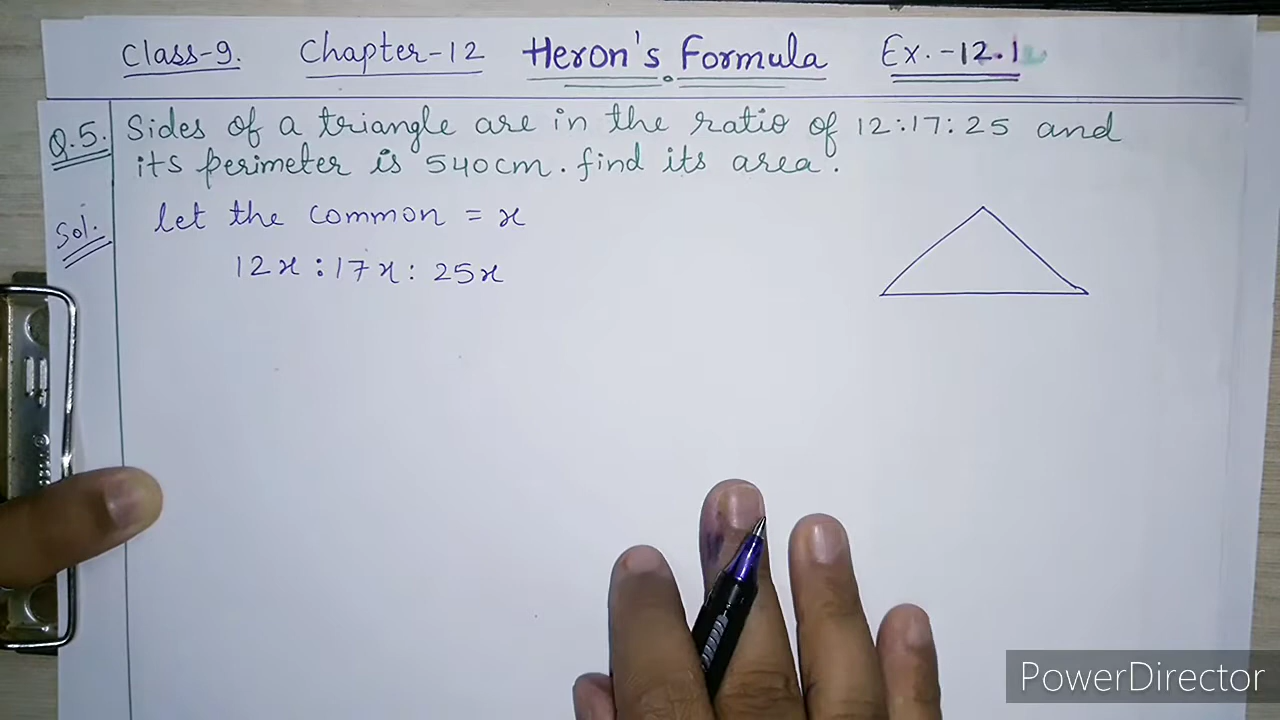 Class-9. Chapter-12 Heron's Formula Ex.-12.1
Q.5. Sides of a triangle are in the ratio of 12:17:25 and
its perimeter is 540cm. find its area.
Sol. let the common = x
12x:17x:25x
PowerDirector